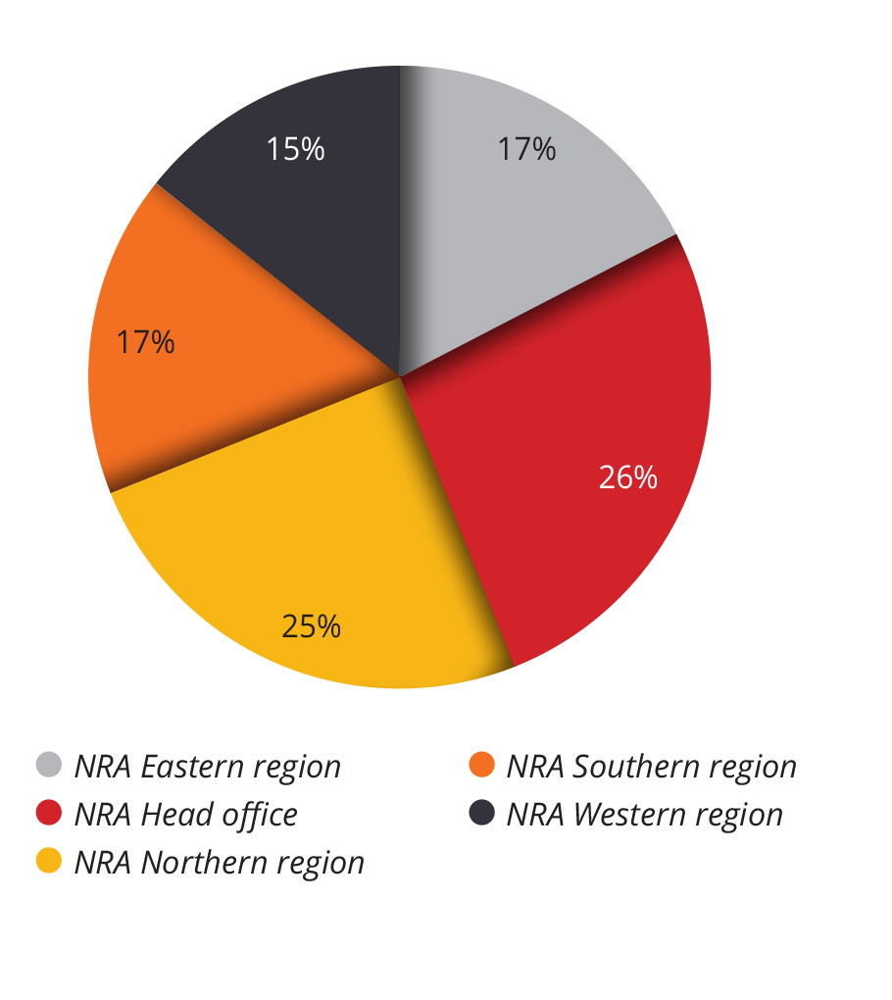 15%
17%
17%
26%
25%
NRA Eastern region
NRA Head office
NRA Northern region
NRA Southern region
NRA Western region